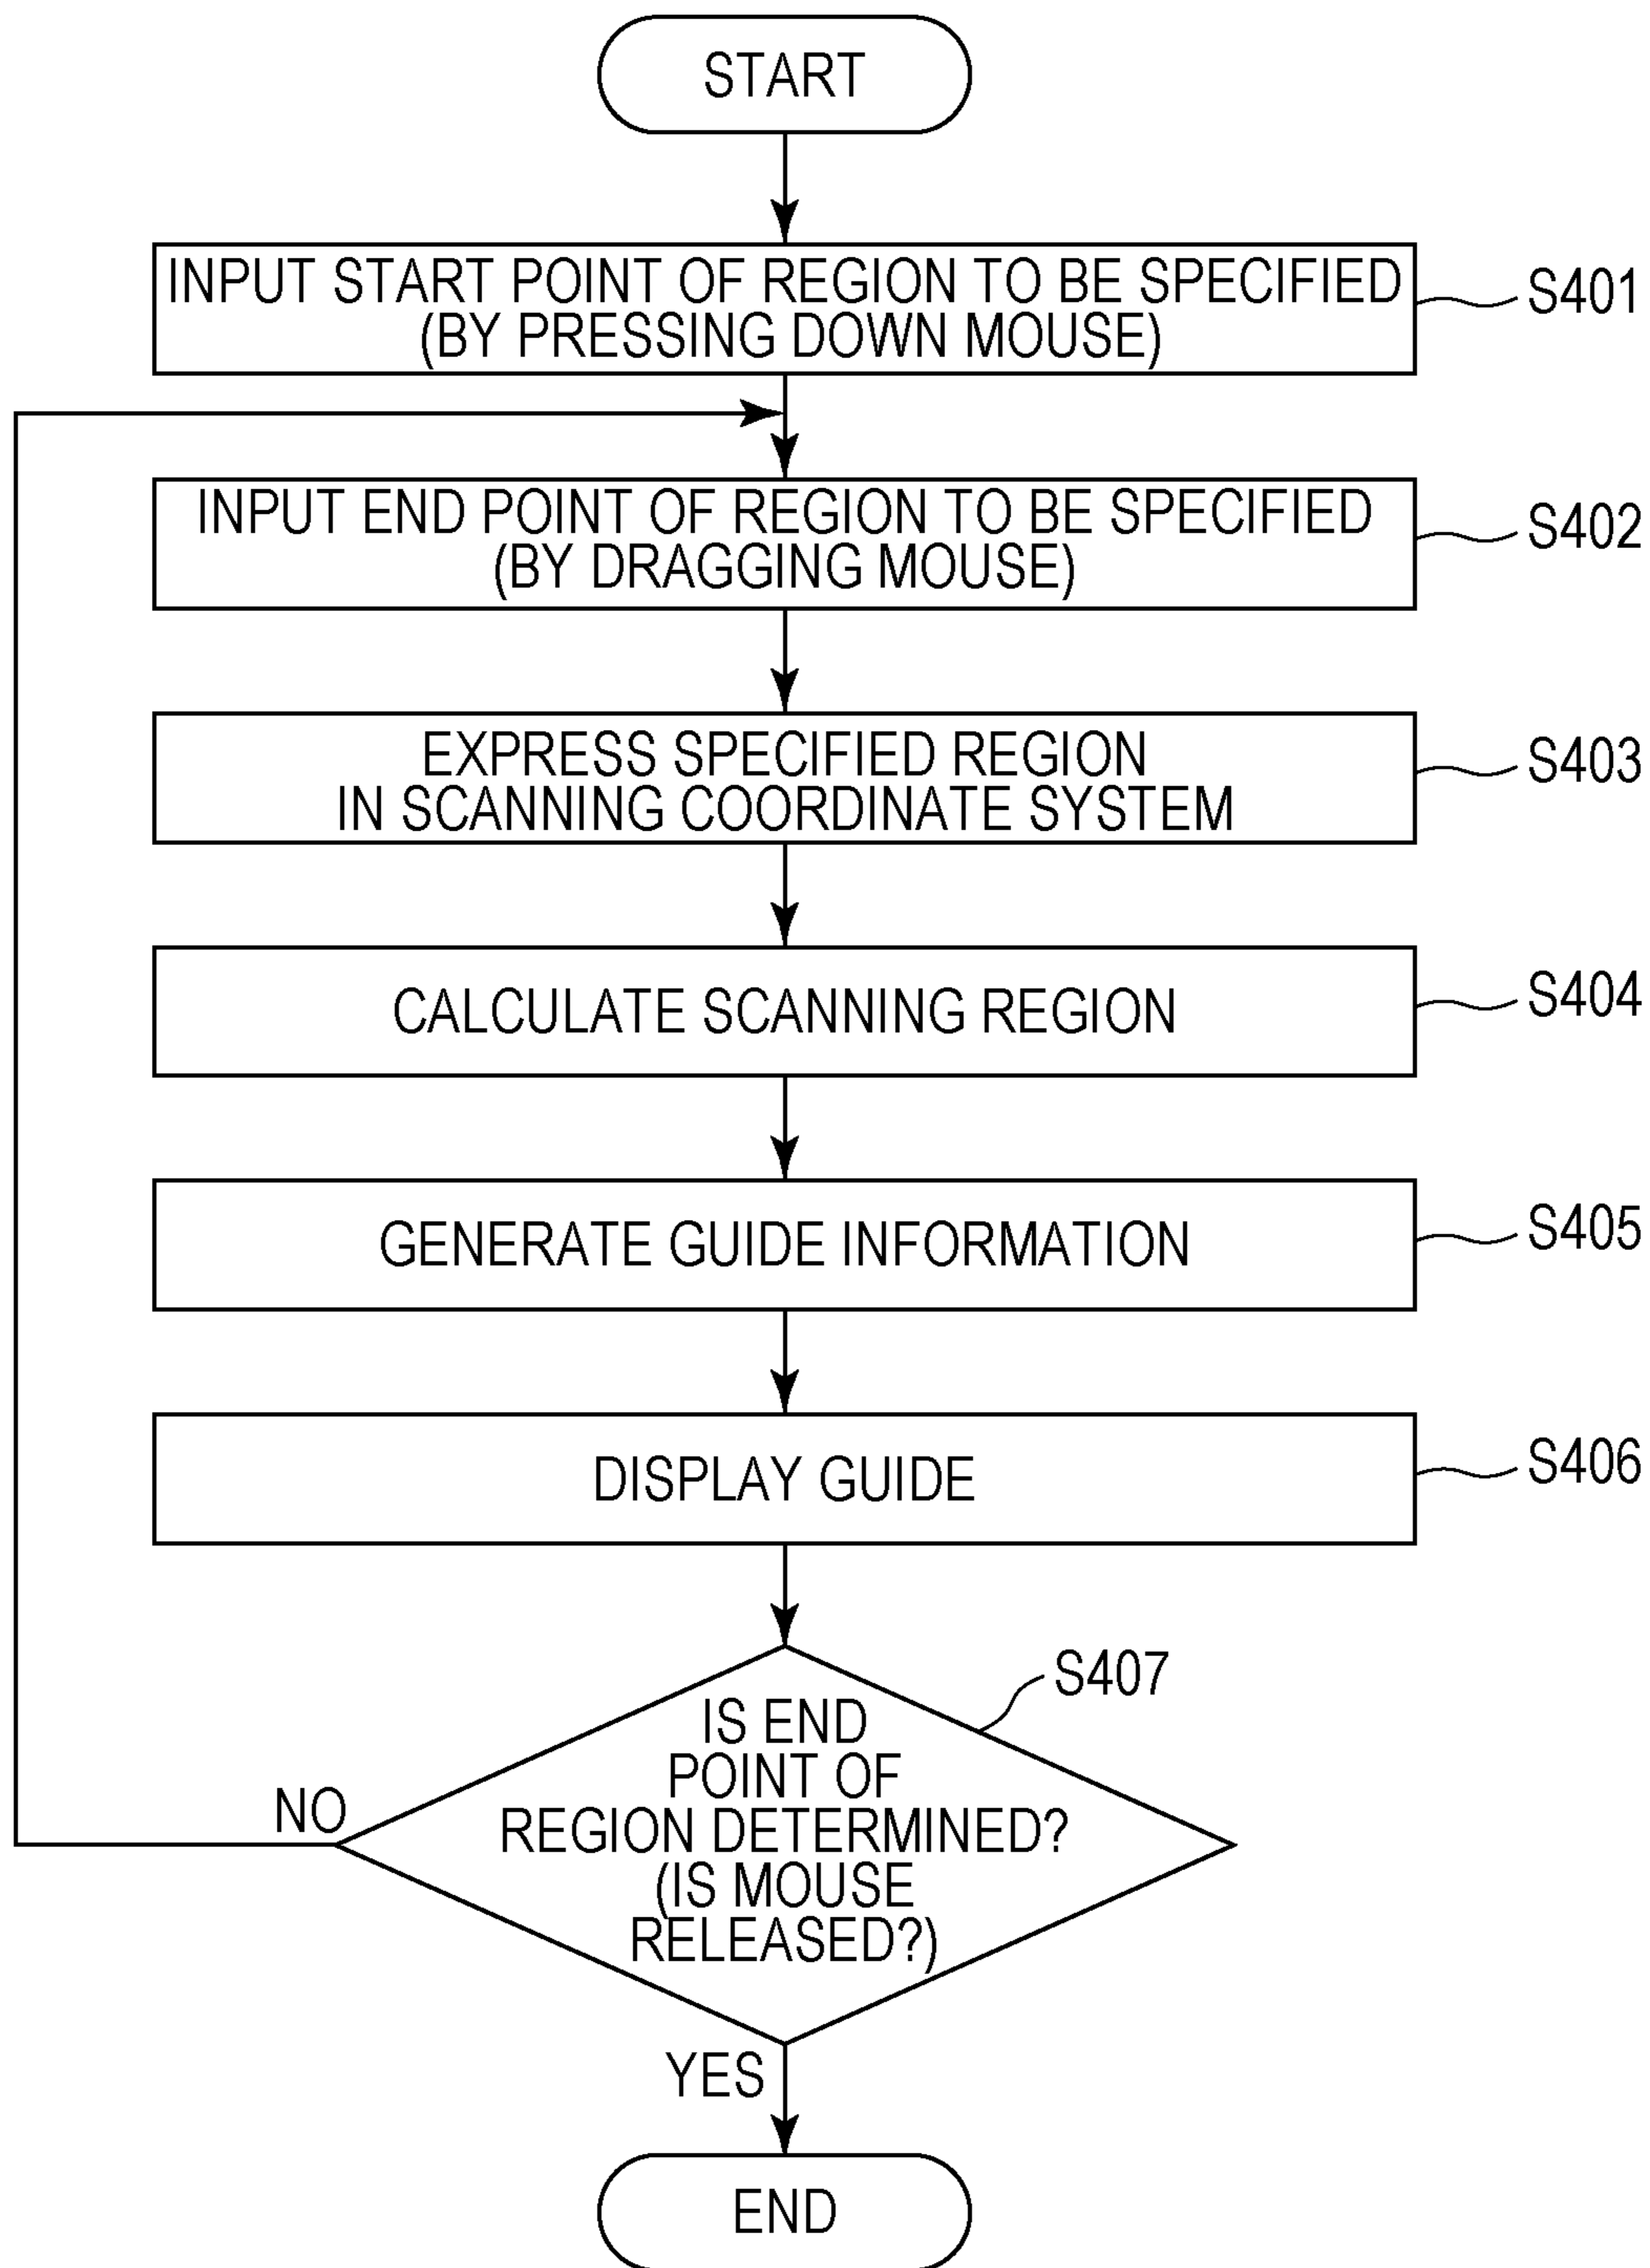 START
INPUT START POINT OF REGION TO BE SPECIFIED
(BY PRESSING DOWN MOUSE)
S401
INPUT END POINT OF REGION TO BE SPECIFIED
(BY DRAGGING MOUSE)
S402
EXPRESS SPECIFIED REGION
IN SCANNING COORDINATE SYSTEM
S403
CALCULATE SCANNING REGION
S404
GENERATE GUIDE INFORMATION
S405
DISPLAY GUIDE
S406
S407
IS END
POINT OF
REGION DETERMINED?
(IS MOUSE
RELEASED?)
NO
YES
END